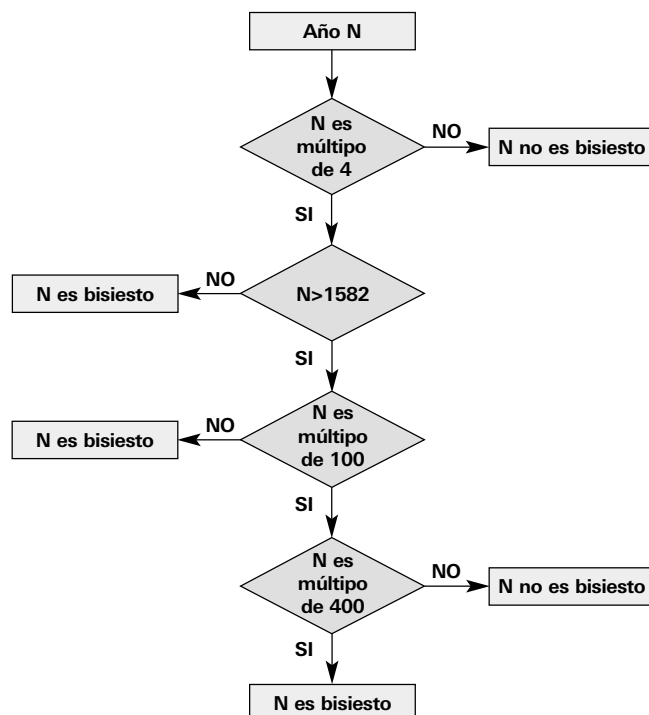 Año N
N es
múltipo
de 4
NO
N no es bisiesto
SI
N es bisiesto
NO
N>1582
SI
N es bisiesto
NO
N es
múltipo
de 100
SI
N es
múltipo
de 400
NO
N no es bisiesto
SI
N es bisiesto